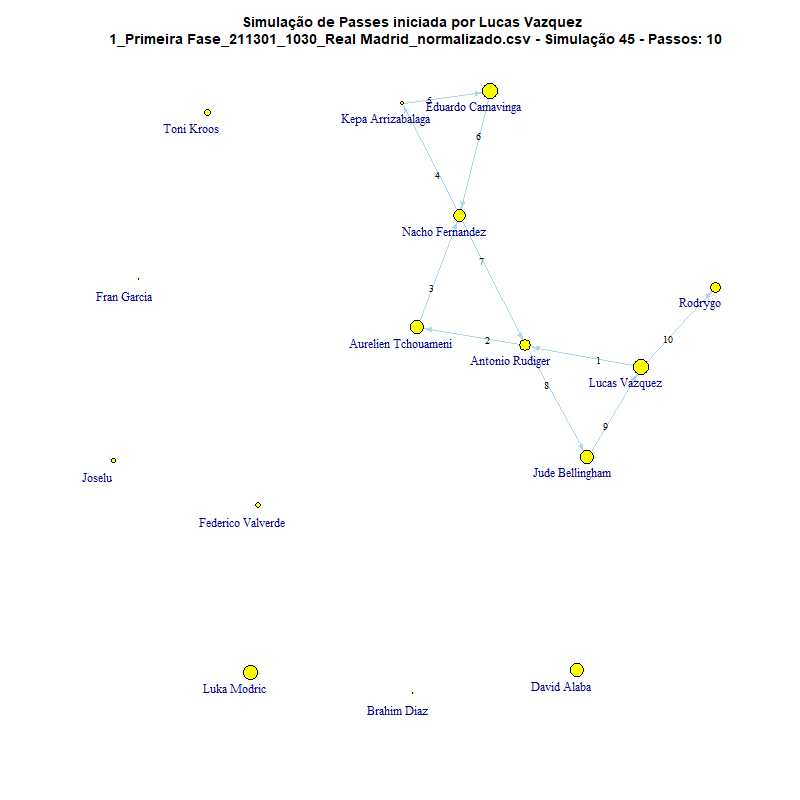 Simulação de Passes iniciada por Lucas Vazquez
1_Primeira Fase_211301_1030_Real Madrid_normalizado.csv - Simulação 45 - Passos: 10
5
Eduardo Camavinga
Kepa Arrizabalaga
Toni Kroos
6
4
Nacho Fernandez
7
3
Fran Garcia
Rodrygo
2
10
Aurelien Tchouameni
Antonio Rudiger
1
Lucas Vazquez
8
9
Jude Bellingham
Joselu
Federico Valverde
Luka Modric
David Alaba
Brahim Diaz